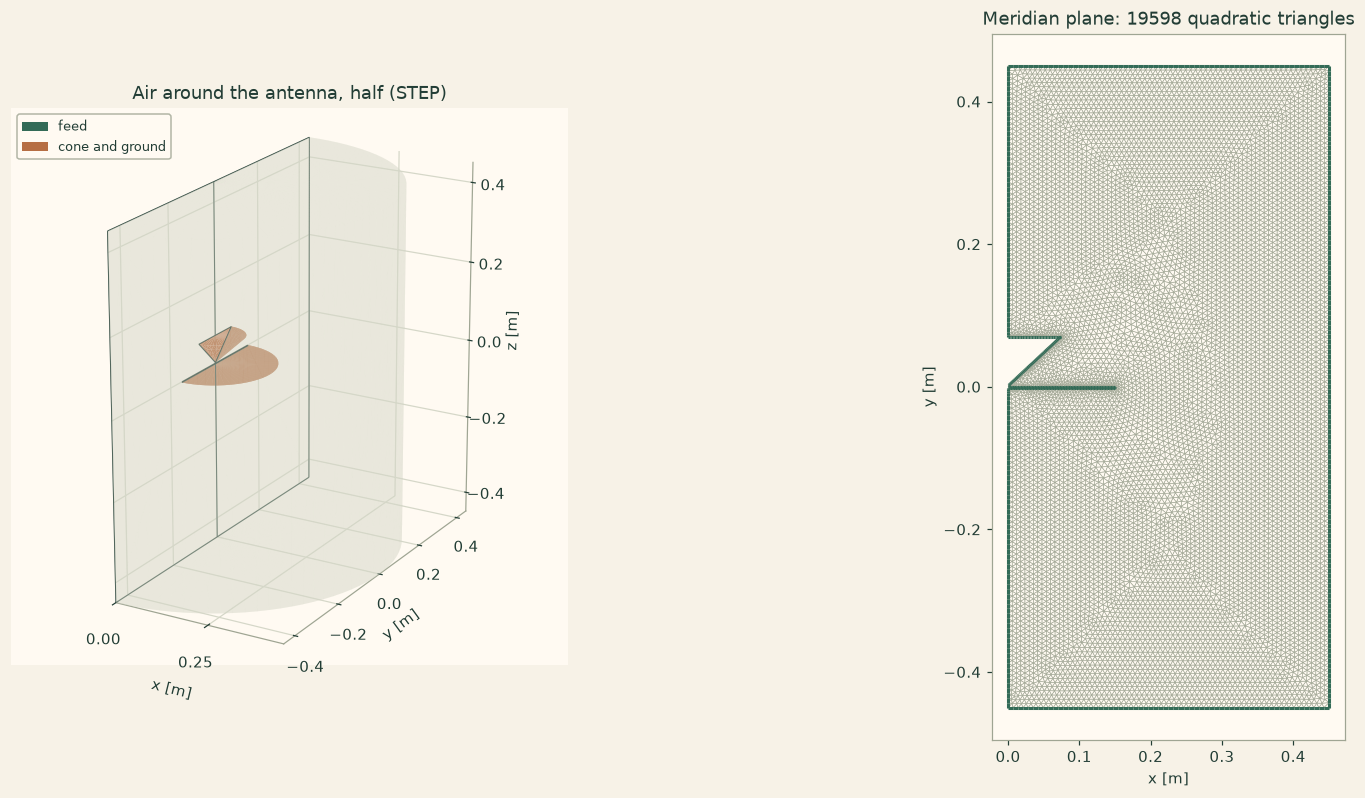 Air around the antenna, half (STEP)
feed
cone and ground
0.4
0.2
0.0
−0.2
−0.4
z [m]
0.4
0.2
0.0
−0.2
−0.4
y [m]
0.00
0.25
x [m]
Meridian plane: 19598 quadratic triangles
0.4
0.2
0.0
−0.2
−0.4
y [m]
0.0
0.1
0.2
0.3
0.4
x [m]